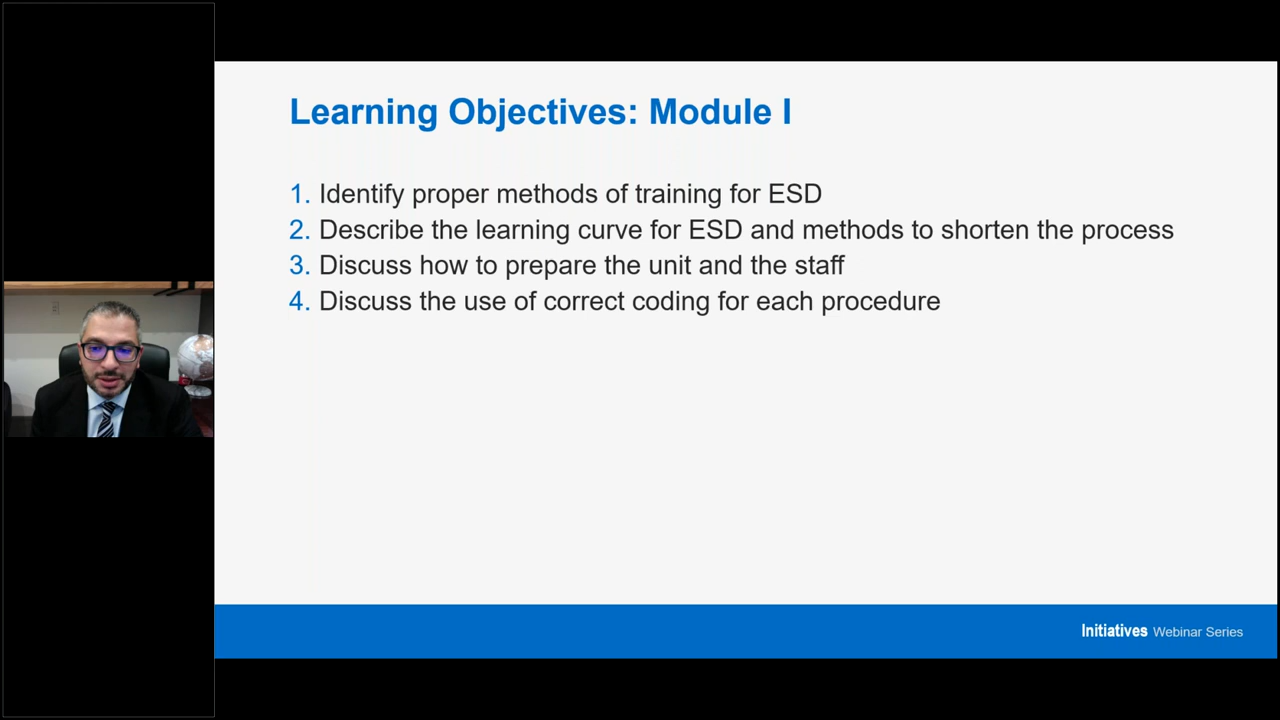 Learning Objectives: Module I
1. Identify proper methods of training for ESD
2. Describe the learning curve for ESD and methods to shorten the process
3. Discuss how to prepare the unit and the staff
4. Discuss the use of correct coding for each procedure
Initiatives Webinar Series